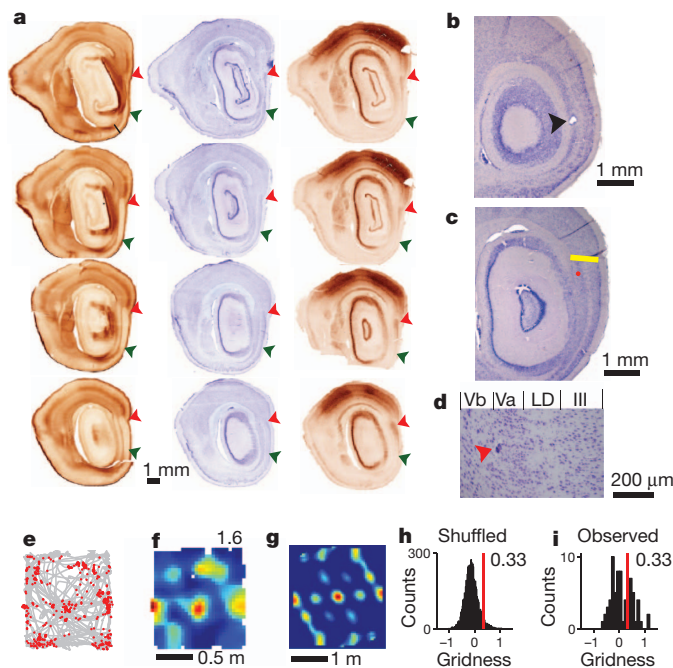 a
1 mm
b
1 mm
c
1 mm
d
Vb Va LD III
200 μm
e
f
1.6
0.5 m
g
1 m
h
Shuffled
300
Counts
0
0.33
−1 0 1
Gridness
i
Observed
10
Counts
0
0.33
−1 0 1
Gridness